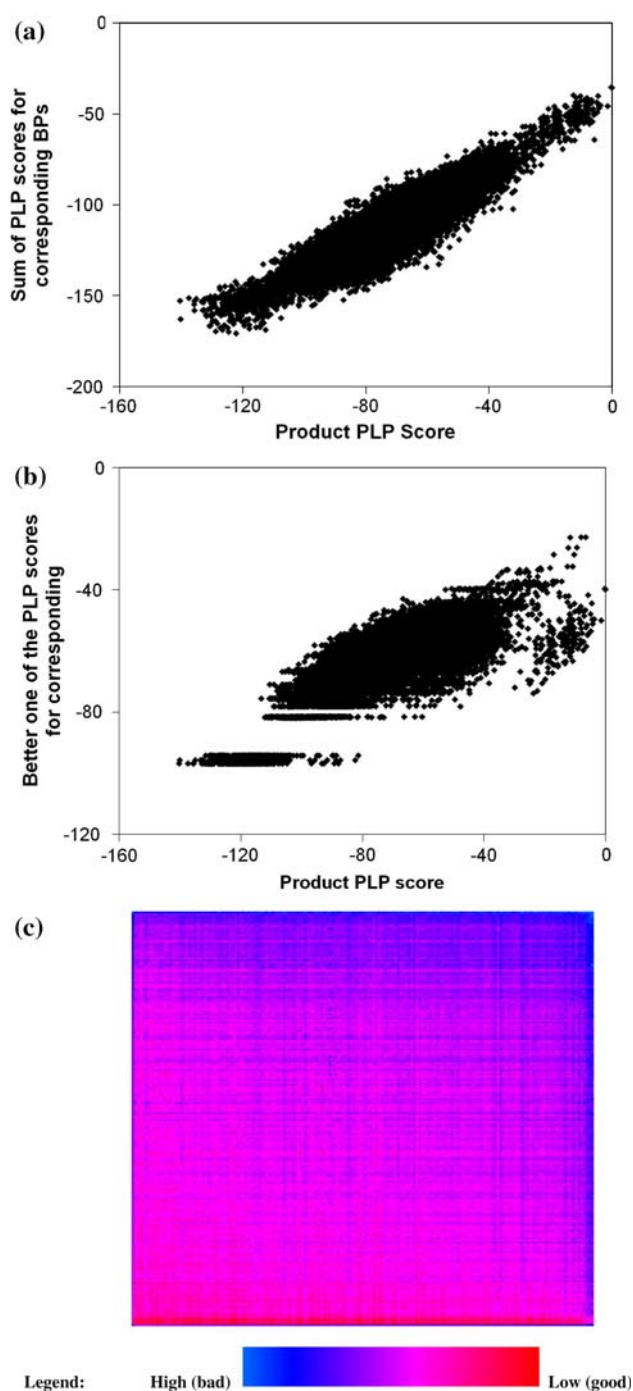 (a)
0
-50
-100
-150
-200
Sum of PLP scores for
corresponding BPs
-160
-120
-80
-40
0
Product PLP Score
(b)
0
-40
-80
-120
Better one of the PLP scores
for corresponding
-160
-120
-80
-40
0
Product PLP score
(c)
Legend: High (bad) Low (good)